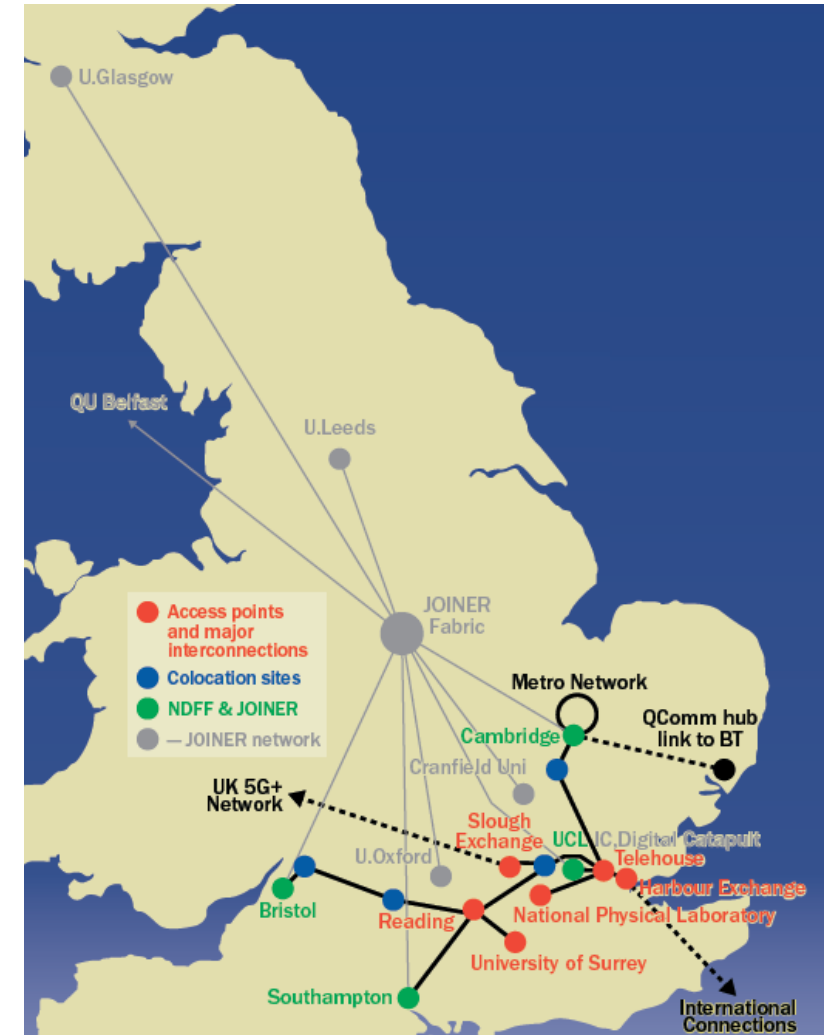 U.Glasgow
QU Belfast
U.Leeds
JOINER
Fabric
Access points
and major
interconnections
Colocation sites
NDFF & JOINER
— JOINER network
Metro Network
QComm hub
link to BT
Cambridge
Cranfield Uni
UK 5G+
Network
Slough
Exchange
UCL IC, Digital Catapult
U.Oxford
Telehouse
Harbour Exchange
Bristol
Reading
National Physical Laboratory
University of Surrey
Southampton
International
Connections